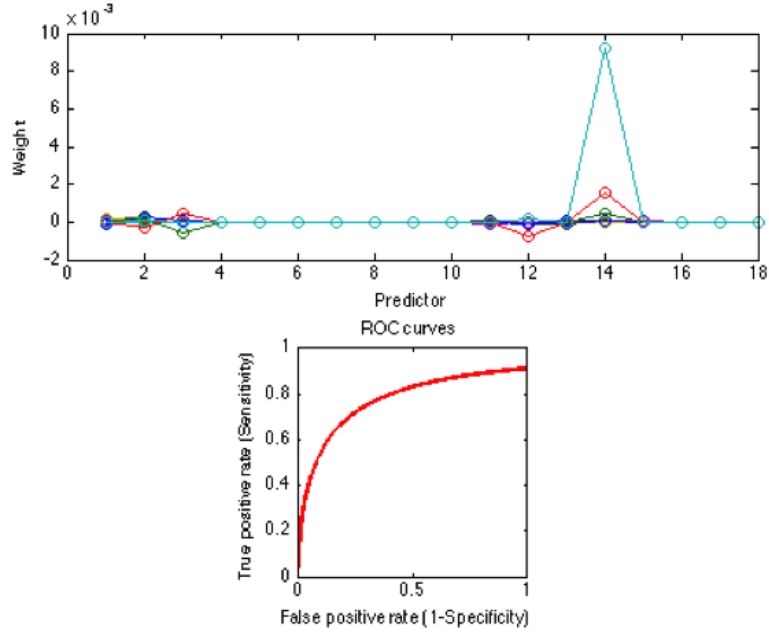 10 × 10⁻³
8
6
4
2
0
-2
Weight
0 2 4 6 8 10 12 14 16 18
Predictor
ROC curves
1
0.8
0.6
0.4
0.2
0
True positive rate (Sensitivity)
0 0.5 1
False positive rate (1-Specificity)